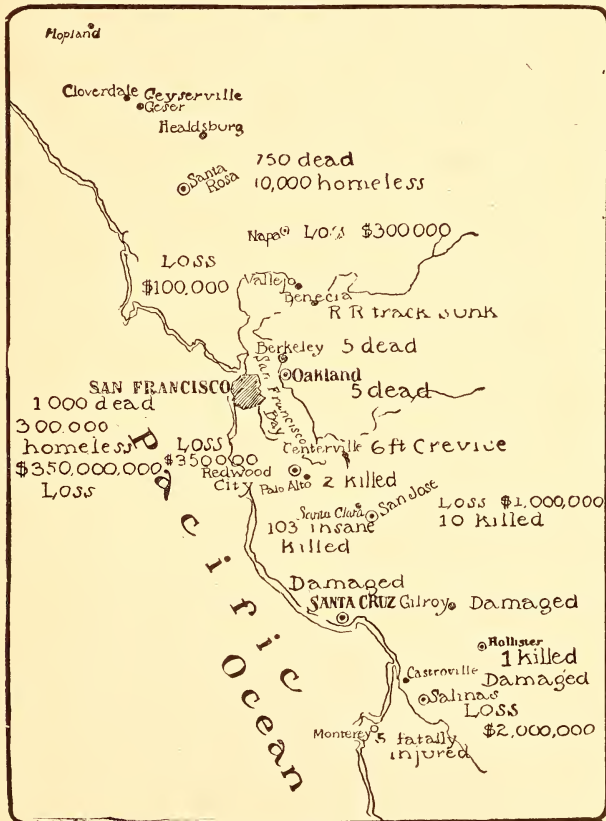 Hopland
Cloverdale Geyserville
Geser
Healdsburg
Santa
Rosa
750 dead
10,000 homeless
Napa Loss $300000
Loss
$100,000
Vallejo
Benecia
R R track sunk
Berkeley 5 dead
Oakland
5 dead
San Francisco
Bay
SAN FRANCISCO
1000 dead
300.000
homeless
$350,000,000
Loss
Loss
$350000
Redwood
City
Centerville 6ft Crevice
Palo Alto 2 killed
Santa Clara
San Jose
Loss $1,000,000
10 killed
103 insane
killed
Damaged
SANTA CRUZ
Gilroy Damaged
Hollister
1 killed
Castroville Damaged
Salinas
Loss
$2,000,000
Monterey
5 fatally
injured
Pacific
Ocean